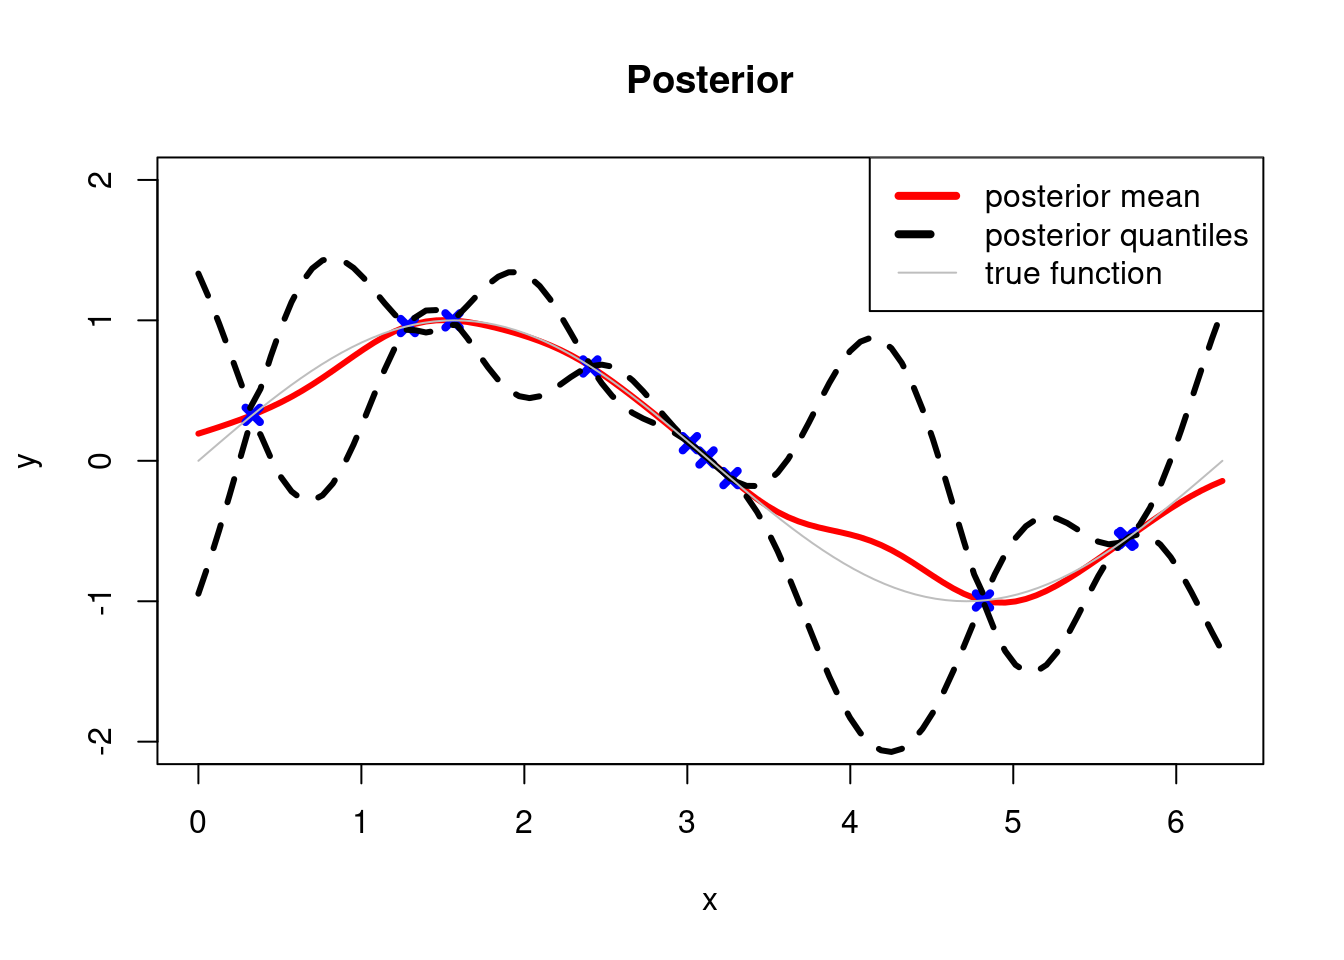 Posterior
posterior mean
posterior quantiles
true function
2
1
0
-1
-2
y
0 1 2 3 4 5 6
x